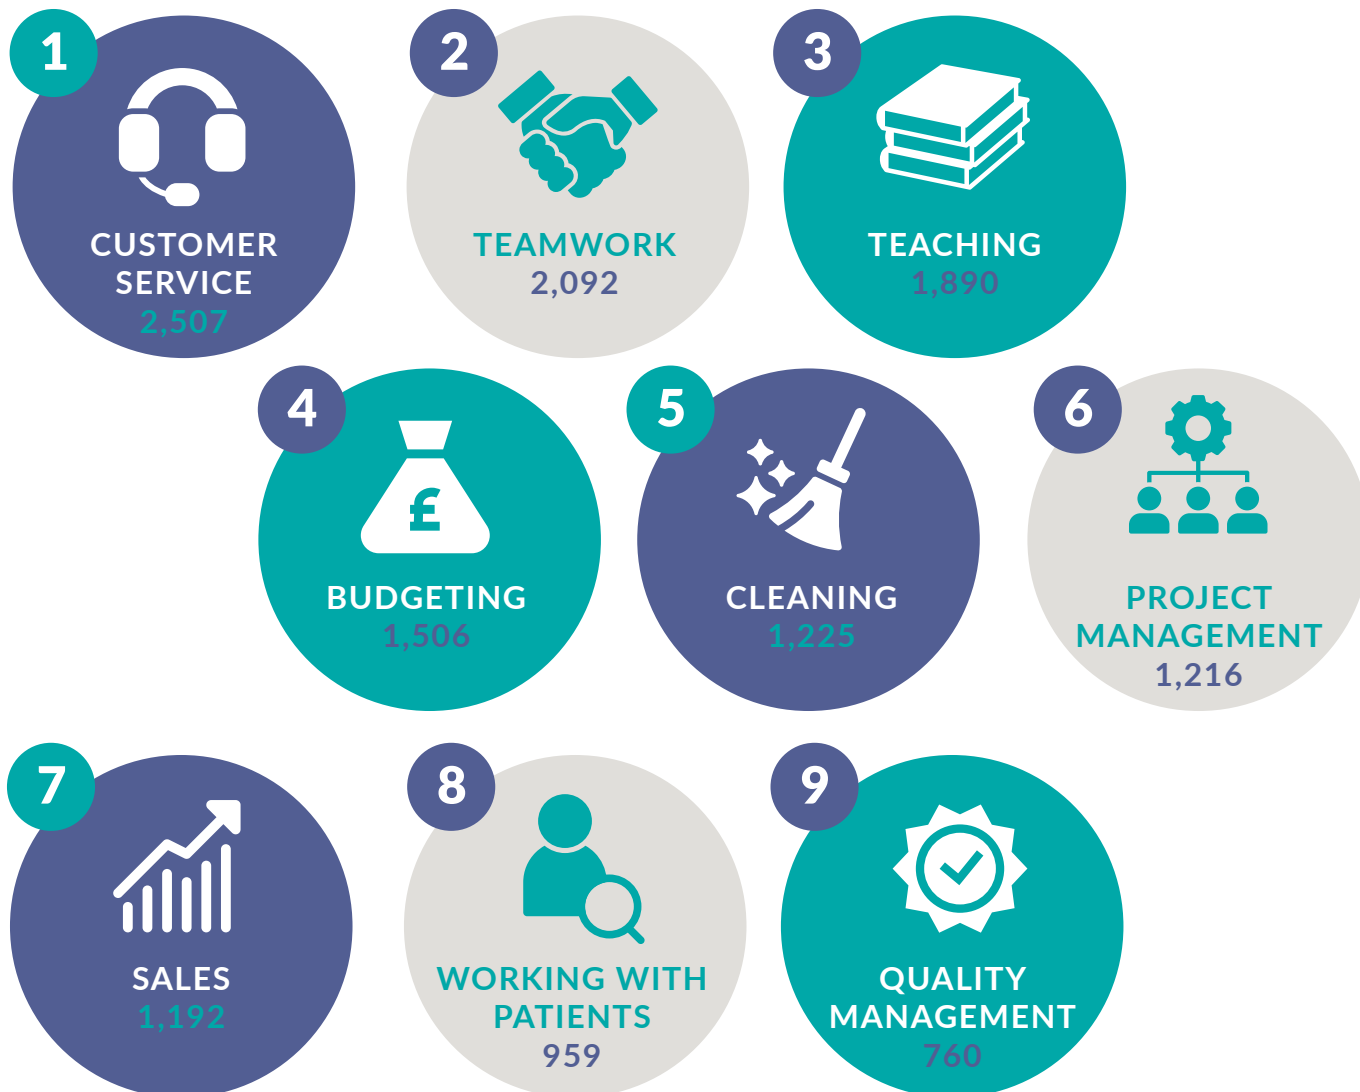 1
CUSTOMER
SERVICE
2,507
2
TEAMWORK
2,092
3
TEACHING
1,890
4
£
BUDGETING
1,506
5
CLEANING
1,225
6
PROJECT
MANAGEMENT
1,216
7
SALES
1,192
8
WORKING WITH
PATIENTS
959
9
QUALITY
MANAGEMENT
760